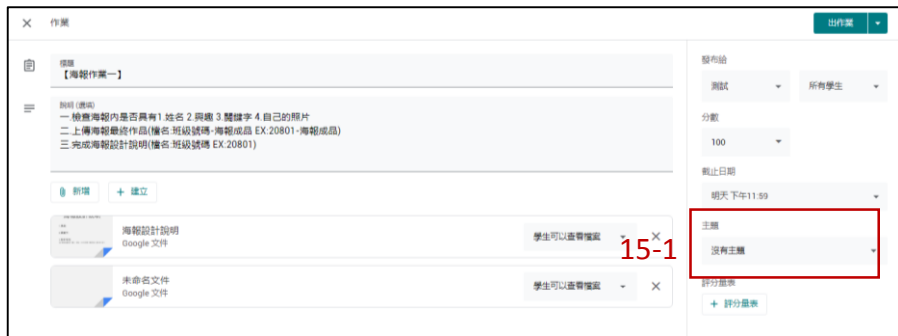 作業
出作業
標題
【海報作業一】
說明 (選填)
一.檢查海報內是否具有1.姓名 2.興趣 3.關鍵字 4.自己的照片
二.上傳海報最終作品(檔名:班級號碼-海報成品 EX:20801-海報成品)
三.完成海報設計說明(檔名:班級號碼 EX:20801)
新增
建立
海報設計說明
Google 文件
學生可以查看檔案
未命名文件
Google 文件
學生可以查看檔案
發布給
測試
所有學生
分數
100
截止日期
明天 下午11:59
15-1
主題
沒有主題
評分量表
+ 評分量表